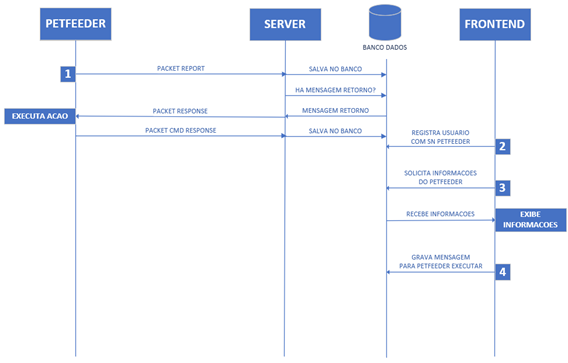 PETFEEDER
SERVER
BANCO DADOS
FRONTEND
1
PACKET REPORT
SALVA NO BANCO
HA MENSAGEM RETORNO?
EXECUTA ACAO
PACKET RESPONSE
MENSAGEM RETORNO
PACKET CMD RESPONSE
SALVA NO BANCO
REGISTRA USUARIO
COM SN PETFEEDER
2
SOLICITA INFORMACOES
DO PETFEEDER
3
RECEBE INFORMACOES
EXIBE
INFORMACOES
GRAVA MENSAGEM
PARA PETFEEDER EXECUTAR
4